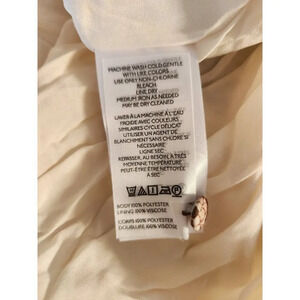 MACHINE WASH COLD GENTLE
WITH LIKE COLORS
USE ONLY NON-CHLORINE
BLEACH
LINE DRY
MEDIUM IRON AS NEEDED
MAY BE DRY CLEANED
LAVER À LA MACHINE À L'EAU
FROIDE AVEC COULEURS
SIMILAIRES CYCLE DÉLICAT
UTILISER UN AGENT DE
BLANCHIMENT SANS CHLORE SI
NÉCESSAIRE
LIGNE SEC
REPASSER, AU BESOIN, À TRÈS
MOYENNE TEMPÉRATURE
PEUT-ÊTRE ÊTRE NETTOYÉE
À SEC
BODY:100% POLYESTER
LINING:100% VISCOSE
CORPS:100% POLYESTER
DOUBLURE:100% VISCOSE